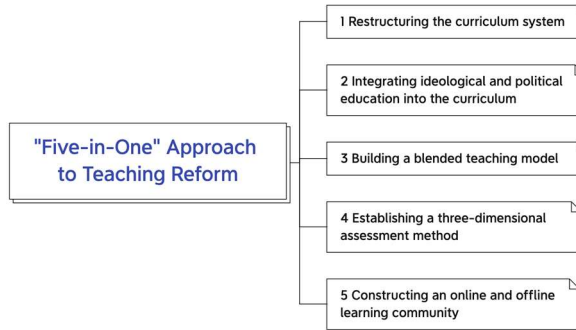 "Five-in-One" Approach
to Teaching Reform
1 Restructuring the curriculum system
2 Integrating ideological and political
education into the curriculum
3 Building a blended teaching model
4 Establishing a three-dimensional
assessment method
5 Constructing an online and offline
learning community